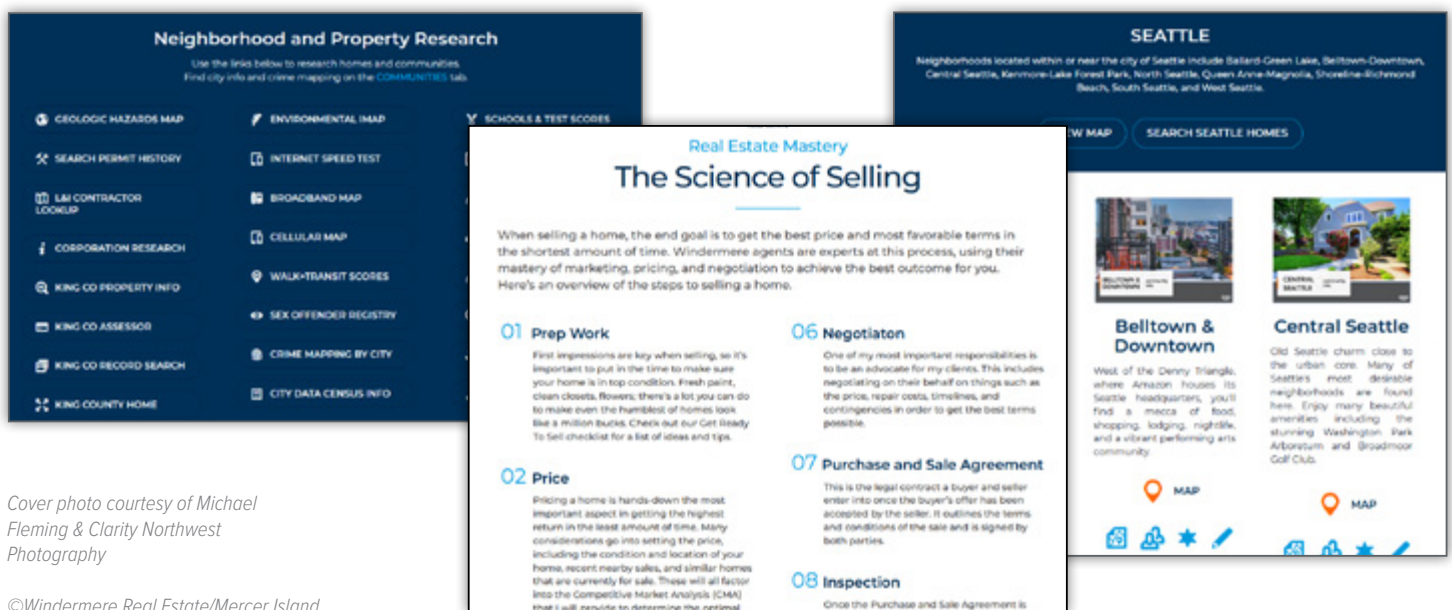 Neighborhood and Property Research
Use the links below to research homes and communities.
Find city info and crime mapping on the COMMUNITIES tab.
GEOLOGIC HAZARDS MAP
SEARCH PERMIT HISTORY
L&I CONTRACTOR
LOOKUP
CORPORATION RESEARCH
KING CO PROPERTY INFO
KING CO ASSESSOR
KING CO RECORD SEARCH
KING COUNTY HOME
ENVIRONMENTAL IMAP
INTERNET SPEED TEST
BROADBAND MAP
CELLULAR MAP
WALK+TRANSIT SCORES
SEX OFFENDER REGISTRY
CRIME MAPPING BY CITY
CITY DATA CENSUS INFO
SCHOOLS & TEST SCORES
Real Estate Mastery
The Science of Selling
When selling a home, the end goal is to get the best price and most favorable terms in
the shortest amount of time. Windermere agents are experts at this process, using their
mastery of marketing, pricing, and negotiation to achieve the best outcome for you.
Here's an overview of the steps to selling a home.
01 Prep Work
First impressions are key when selling, so it's
important to put in the time to make sure
your home is in top condition. Fresh paint,
clean closets, flowers; there's a lot you can do
to make even the humblest of homes look
like a million bucks. Check out our Get Ready
To Sell checklist for a list of ideas and tips.
02 Price
Pricing a home is hands-down the most
important aspect in getting the highest
return in the least amount of time. Many
considerations go into setting the price,
including the condition and location of your
home, recent nearby sales, and similar homes
that are currently for sale. These will all factor
into the Competitive Market Analysis (CMA)
that I will provide to determine the optimal
06 Negotiaton
One of my most important responsibilities is
to be an advocate for my clients. This includes
negotiating on their behalf on things such as
the price, repair costs, timelines, and
contingencies in order to get the best terms
possible.
07 Purchase and Sale Agreement
This is the legal contract a buyer and seller
enter into once the buyer's offer has been
accepted by the seller. It outlines the terms
and conditions of the sale and is signed by
both parties.
08 Inspection
Once the Purchase and Sale Agreement is
SEATTLE
Neighborhoods located within or near the city of Seattle include Ballard-Green Lake, Belltown-Downtown,
Central Seattle, Kenmore-Lake Forest Park, North Seattle, Queen Anne-Magnolia, Shoreline-Richmond
Beach, South Seattle, and West Seattle.
EW MAP
SEARCH SEATTLE HOMES
BELLTOWN &
DOWNTOWN
CENTRAL
SEATTLE
Belltown &
Downtown
West of the Denny Triangle,
where Amazon houses its
Seattle headquarters, you'll
find a mecca of food,
shopping, lodging, nightlife,
and a vibrant performing arts
community.
MAP
Central Seattle
Old Seattle charm close to
the urban core. Many of
Seattle's most desirable
neighborhoods are found
here. Enjoy many beautiful
amenities including the
stunning Washington Park
Arboretum and Broadmoor
Golf Club.
MAP
Cover photo courtesy of Michael
Fleming & Clarity Northwest
Photography
©Windermere Real Estate/Mercer Island